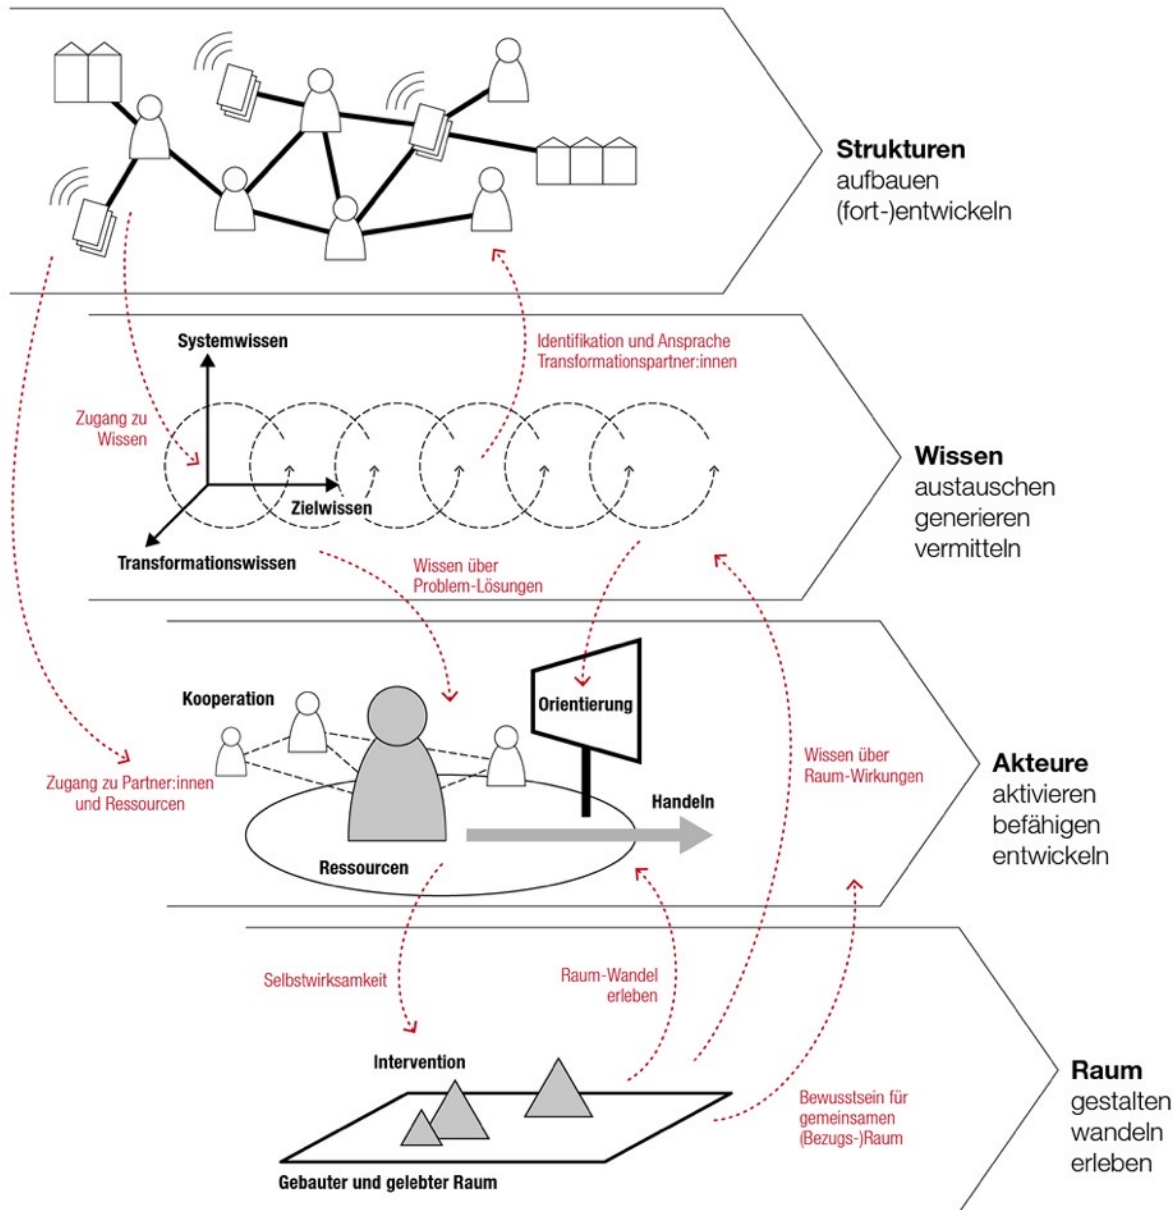 Strukturen
aufbauen
(fort-)entwickeln
Systemwissen
Identifikation und Ansprache
Transformationspartner:innen
Zugang zu
Wissen
Zielwissen
Transformationswissen
Wissen über
Problem-Lösungen
Wissen
austauschen
generieren
vermitteln
Kooperation
Orientierung
Zugang zu Partner:innen
und Ressourcen
Handeln
Ressourcen
Wissen über
Raum-Wirkungen
Akteure
aktivieren
befähigen
entwickeln
Selbstwirksamkeit
Raum-Wandel
erleben
Intervention
Bewusstsein für
gemeinsamen
(Bezugs-)Raum
Gebauter und gelebter Raum
Raum
gestalten
wandeln
erleben